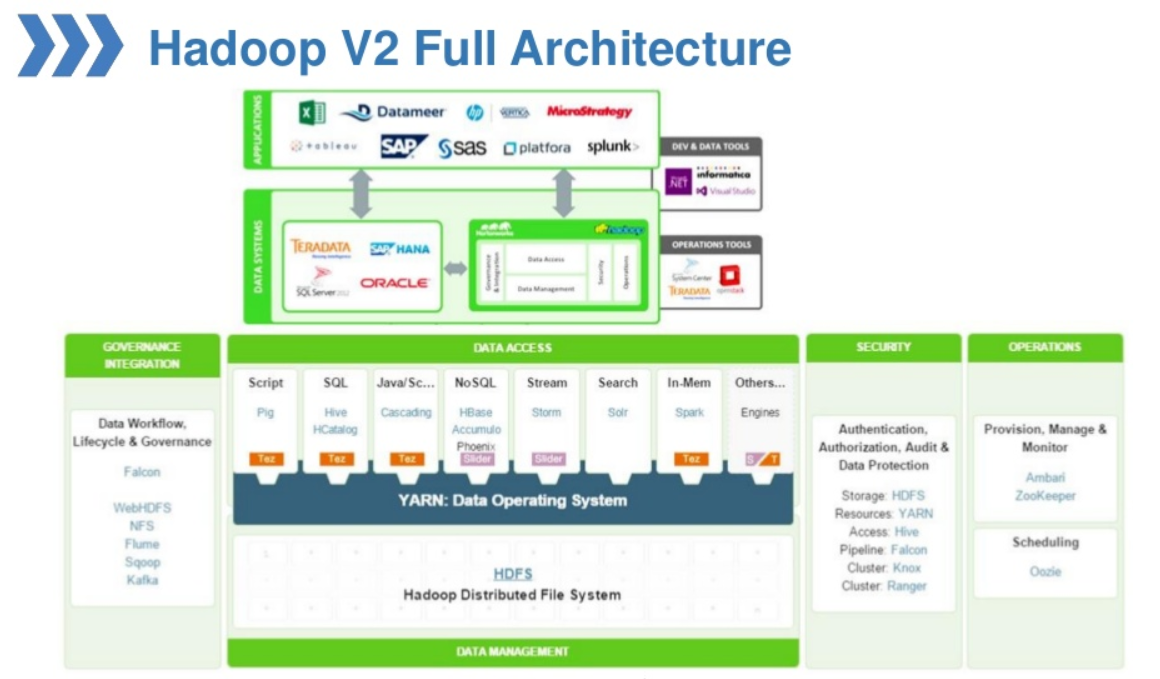 Hadoop V2 Full Architecture
APPLICATIONS
Datameer
hp
VERTICA
MicroStrategy
+ableau
SAP
sas
platfora
splunk>
DEV & DATA TOOLS
.NET
informatica
Visual Studio
DATA SYSTEMS
TERADATA
SAP HANA
SQL Server
ORACLE
Hortonworks
hadoop
Governance
& Integration
Data Access
Data Management
Security
Operations
OPERATIONS TOOLS
System Center
TERADATA
openstack
GOVERNANCE
INTEGRATION
Data Workflow,
Lifecycle & Governance
Falcon
WebHDFS
NFS
Flume
Sqoop
Kafka
DATA ACCESS
Script
Pig
Tez
SQL
Hive
HCatalog
Tez
Java/Sc...
Cascading
Tez
NoSQL
HBase
Accumulo
Phoenix
Slider
Stream
Storm
Slider
Search
Solr
In-Mem
Spark
Tez
Others...
Engines
S / T
YARN: Data Operating System
HDFS
Hadoop Distributed File System
DATA MANAGEMENT
SECURITY
Authentication,
Authorization, Audit &
Data Protection
Storage: HDFS
Resources: YARN
Access: Hive
Pipeline: Falcon
Cluster: Knox
Cluster: Ranger
OPERATIONS
Provision, Manage &
Monitor
Ambari
ZooKeeper
Scheduling
Oozie